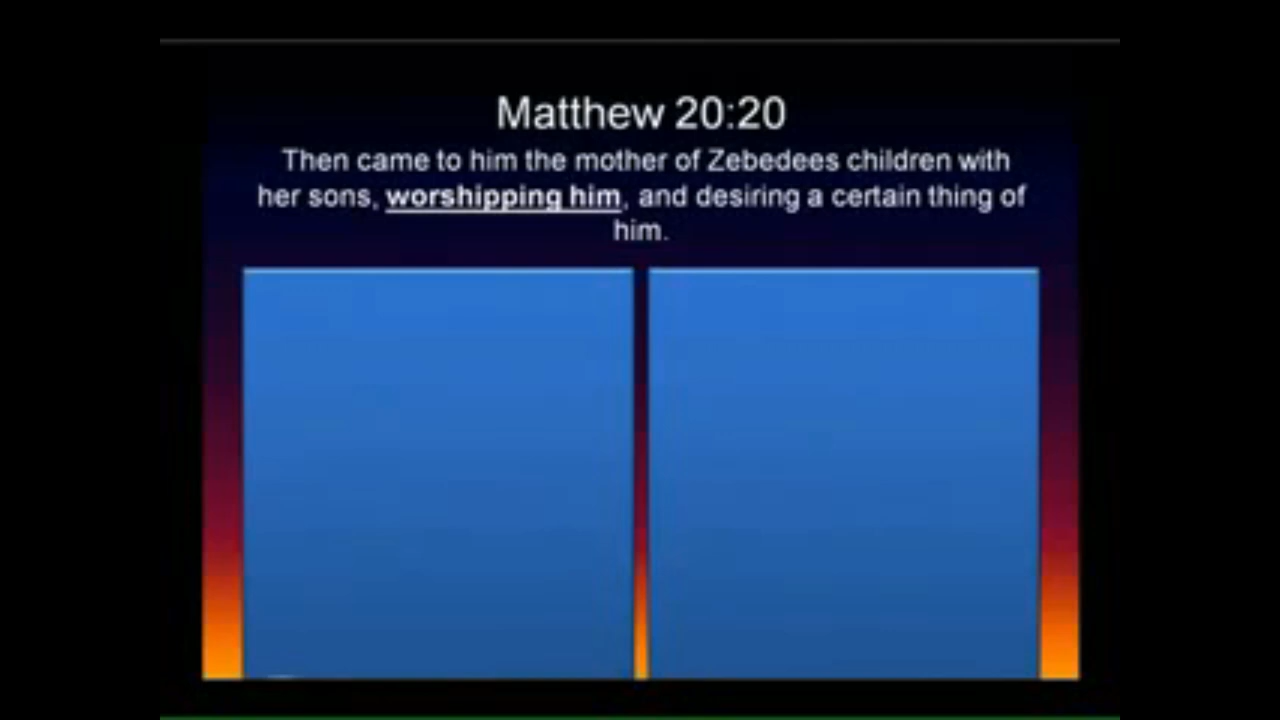 Matthew 20:20
Then came to him the mother of Zebedees children with
her sons, worshipping him, and desiring a certain thing of
him.